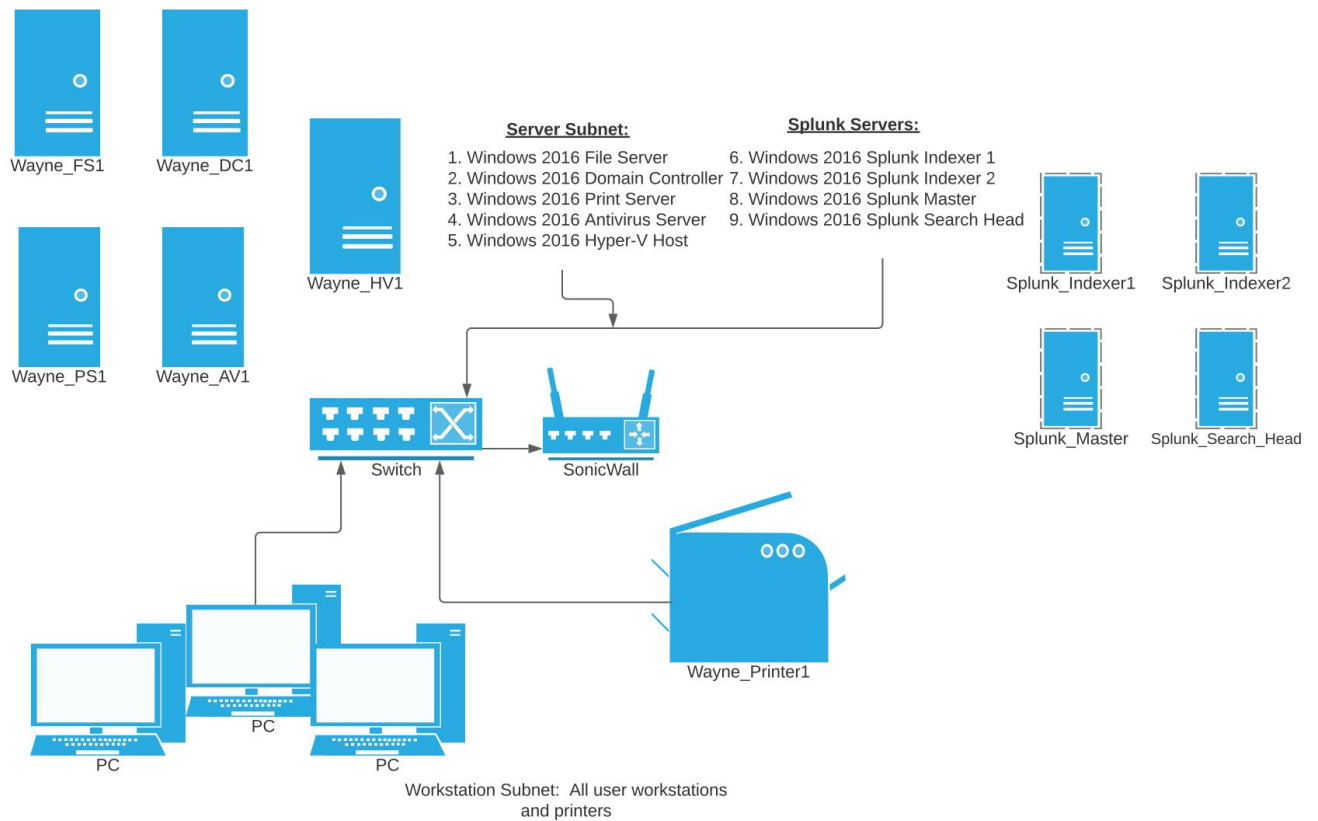 Wayne_FS1
Wayne_DC1
Wayne_PS1
Wayne_AV1
Wayne_HV1
Server Subnet:
1. Windows 2016 File Server
2. Windows 2016 Domain Controller
3. Windows 2016 Print Server
4. Windows 2016 Antivirus Server
5. Windows 2016 Hyper-V Host
Splunk Servers:
6. Windows 2016 Splunk Indexer 1
7. Windows 2016 Splunk Indexer 2
8. Windows 2016 Splunk Master
9. Windows 2016 Splunk Search Head
Splunk_Indexer1
Splunk_Indexer2
Splunk_Master
Splunk_Search_Head
Switch
SonicWall
Wayne_Printer1
PC
PC
PC
Workstation Subnet: All user workstations
and printers